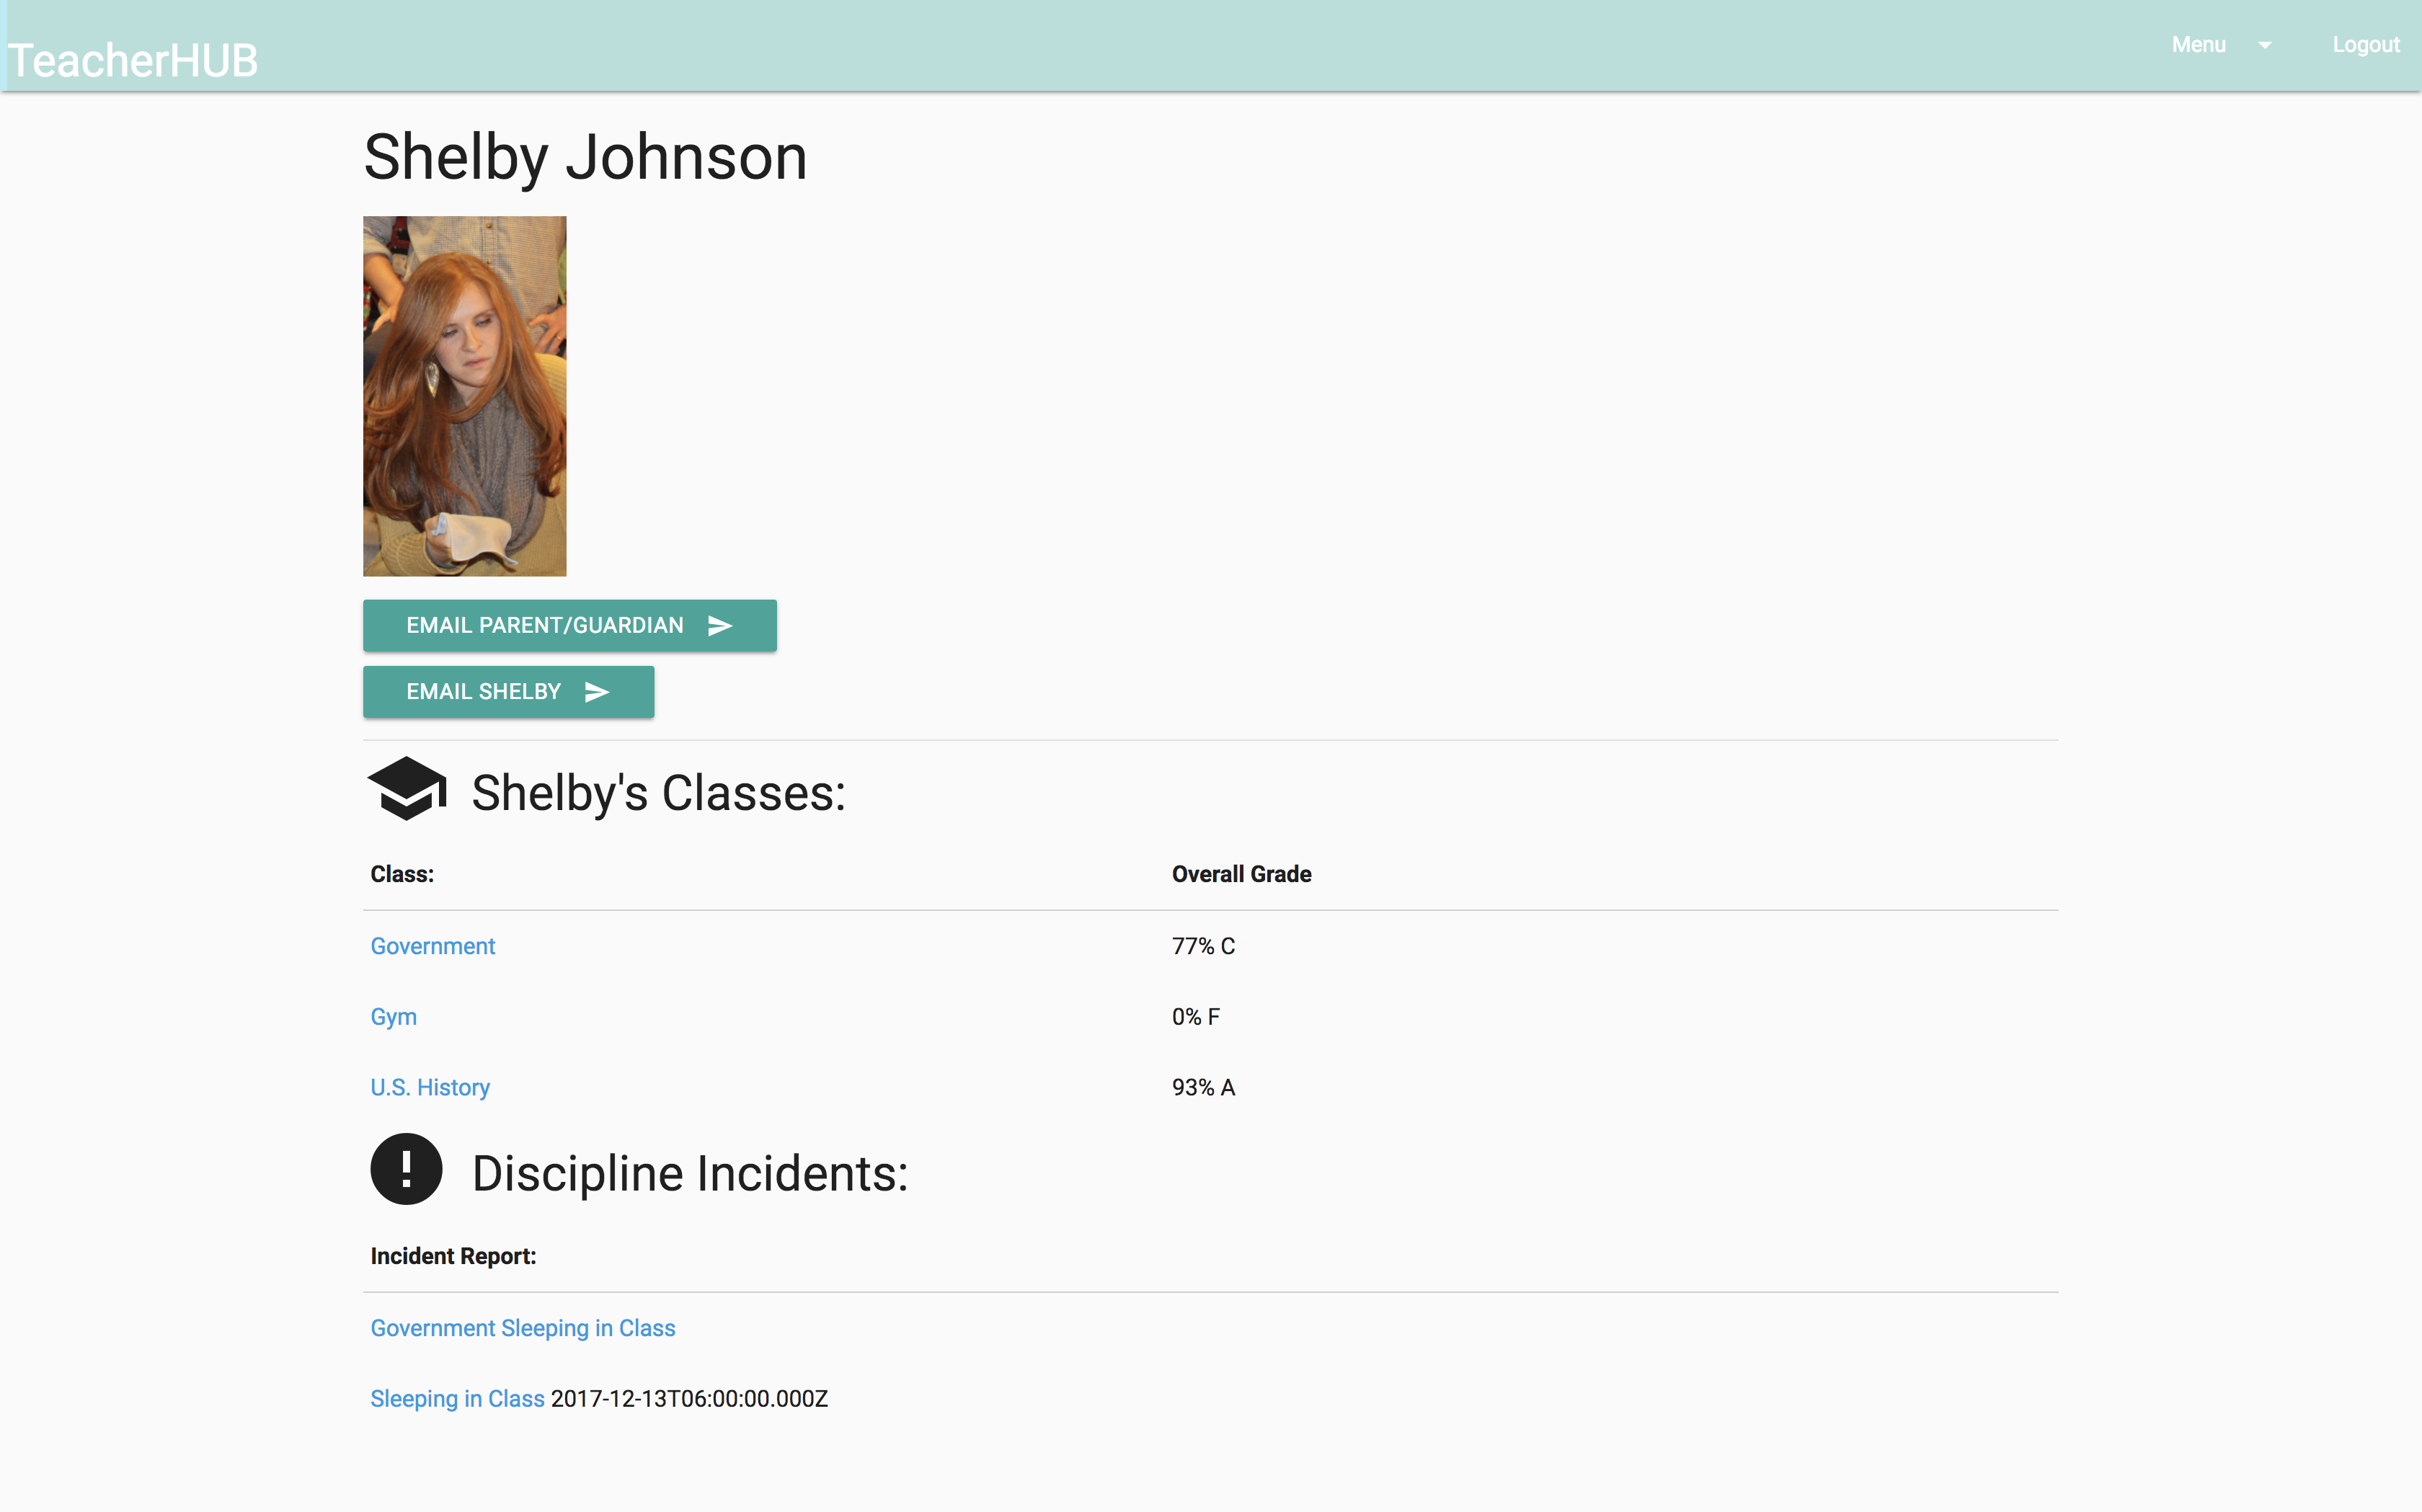 TeacherHUB
Menu Logout
Shelby Johnson
EMAIL PARENT/GUARDIAN
EMAIL SHELBY
Shelby's Classes:
Class: Overall Grade
Government 77% C
Gym 0% F
U.S. History 93% A
Discipline Incidents:
Incident Report:
Government Sleeping in Class
Sleeping in Class 2017-12-13T06:00:00.000Z